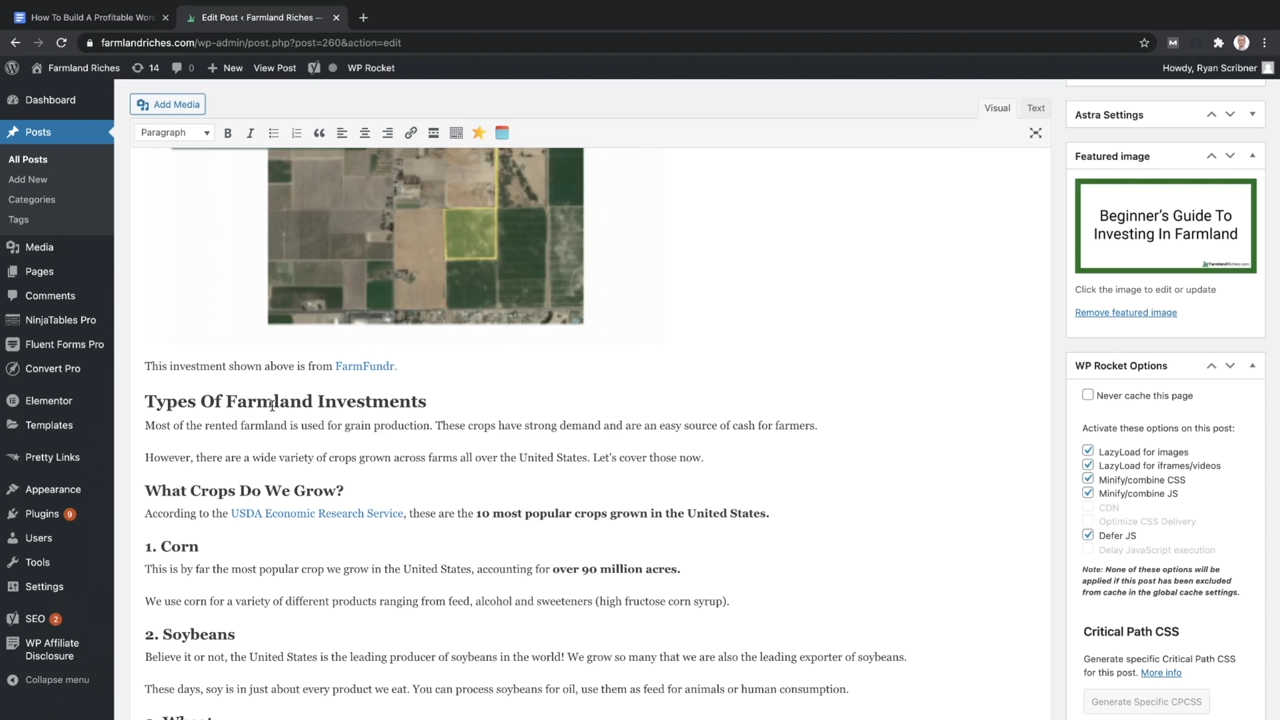 How To Build A Profitable Wor
Edit Post ‹ Farmland Riches —
farmlandriches.com/wp-admin/post.php?post=260&action=edit
Farmland Riches
14
0
New
View Post
WP Rocket
Howdy, Ryan Scribner
Dashboard
Posts
All Posts
Add New
Categories
Tags
Media
Pages
Comments
NinjaTables Pro
Fluent Forms Pro
Convert Pro
Elementor
Templates
Pretty Links
Appearance
Plugins 9
Users
Tools
Settings
SEO 2
WP Affiliate
Disclosure
Collapse menu
Add Media
Visual
Text
Paragraph
This investment shown above is from FarmFundr.
Types Of Farmland Investments
Most of the rented farmland is used for grain production. These crops have strong demand and are an easy source of cash for farmers.
However, there are a wide variety of crops grown across farms all over the United States. Let's cover those now.
What Crops Do We Grow?
According to the USDA Economic Research Service, these are the 10 most popular crops grown in the United States.
1. Corn
This is by far the most popular crop we grow in the United States, accounting for over 90 million acres.
We use corn for a variety of different products ranging from feed, alcohol and sweeteners (high fructose corn syrup).
2. Soybeans
Believe it or not, the United States is the leading producer of soybeans in the world! We grow so many that we are also the leading exporter of soybeans.
These days, soy is in just about every product we eat. You can process soybeans for oil, use them as feed for animals or human consumption.
3. Wheat
Astra Settings
Featured image
Beginner's Guide To
Investing In Farmland
FarmlandRiches.com
Click the image to edit or update
Remove featured image
WP Rocket Options
Never cache this page
Activate these options on this post:
LazyLoad for images
LazyLoad for iframes/videos
Minify/combine CSS
Minify/combine JS
CDN
Optimize CSS Delivery
Defer JS
Delay JavaScript execution
Note: None of these options will be
applied if this post has been excluded
from cache in the global cache settings.
Critical Path CSS
Generate specific Critical Path CSS
for this post. More info
Generate Specific CPCSS